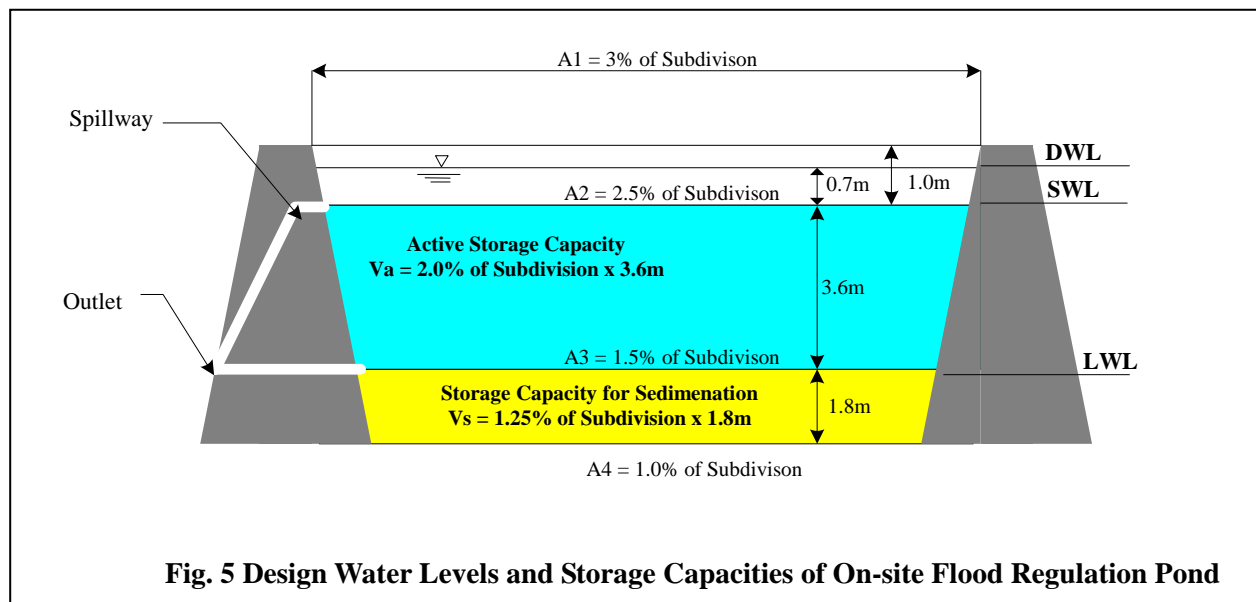 A1 = 3% of Subdivison
Spillway
DWL
0.7m
1.0m
SWL
A2 = 2.5% of Subdivison
Active Storage Capacity
Va = 2.0% of Subdivision x 3.6m
3.6m
Outlet
A3 = 1.5% of Subdivison
LWL
Storage Capacity for Sedimenation
Vs = 1.25% of Subdivision x 1.8m
1.8m
A4 = 1.0% of Subdivison
Fig. 5 Design Water Levels and Storage Capacities of On-site Flood Regulation Pond